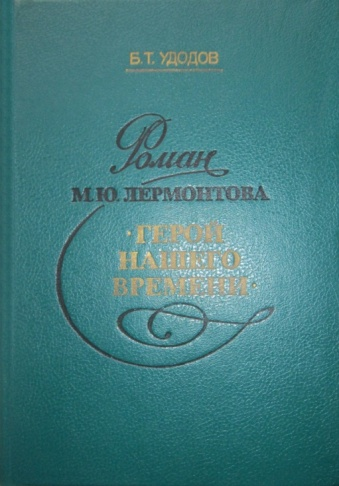 Б.Т. УДОДОВ
Роман
М.Ю. ЛЕРМОНТОВА
·ГЕРОЙ
НАШЕГО
ВРЕМЕНИ·